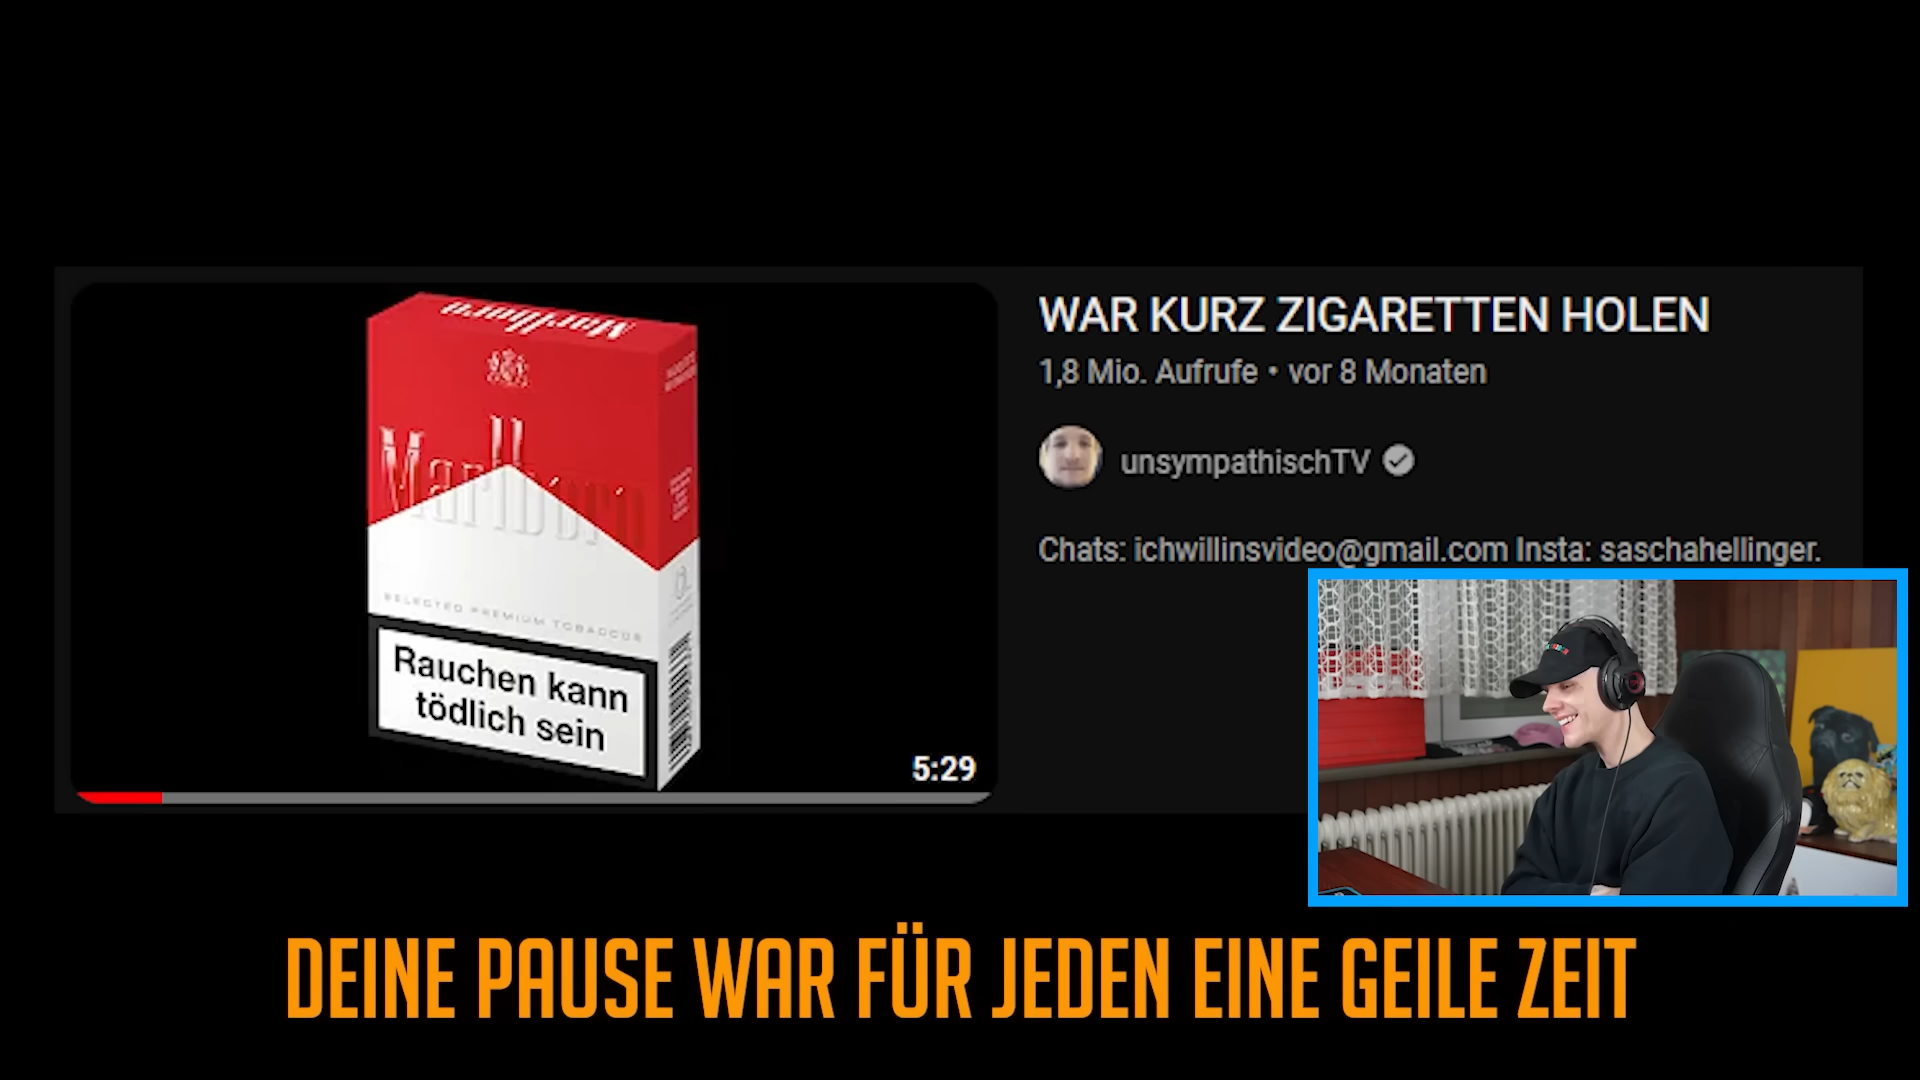 WAR KURZ ZIGARETTEN HOLEN
1,8 Mio. Aufrufe • vor 8 Monaten
unsympathischTV
Chats: ichwillinsvideo@gmail.com Insta: saschahellinger.
Marlboro
Marlboro
SELECTED PREMIUM TOBACCOS
Rauchen kann
tödlich sein
5:29
DEINE PAUSE WAR FÜR JEDEN EINE GEILE ZEIT